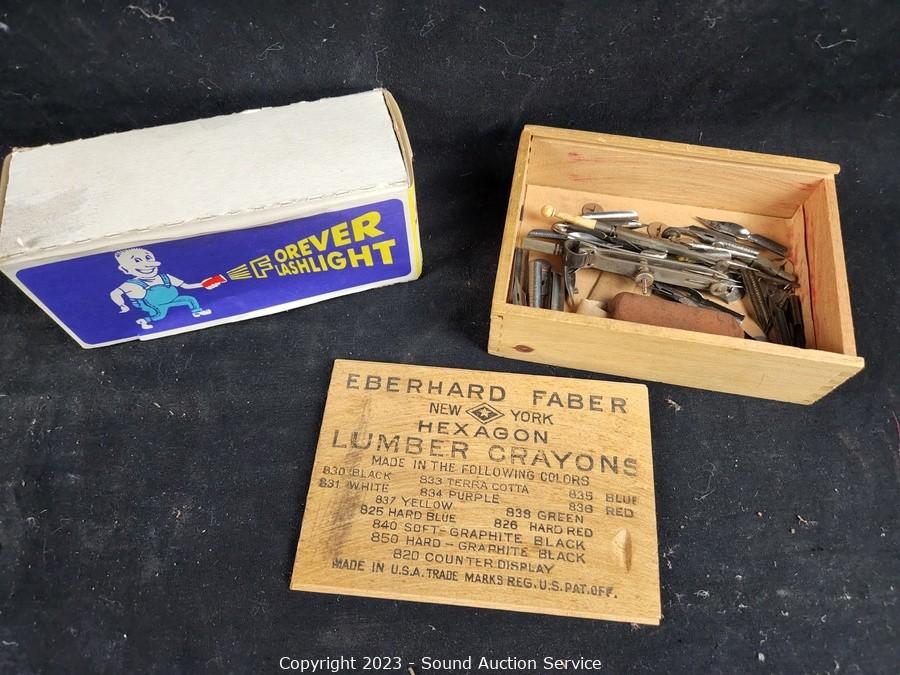 FOREVER
FLASHLIGHT
EBERHARD FABER
NEW YORK
HEXAGON
LUMBER CRAYONS
MADE IN THE FOLLOWING COLORS
830 BLACK 833 TERRA COTTA 835 BLUE
831 WHITE 834 PURPLE 836 RED
837 YELLOW 838 GREEN
825 HARD BLUE 826 HARD RED
840 SOFT-GRAPHITE BLACK
850 HARD-GRAPHITE BLACK
820 COUNTER DISPLAY
MADE IN U.S.A. TRADE MARKS REG. U.S. PAT. OFF.
Copyright 2023 - Sound Auction Service